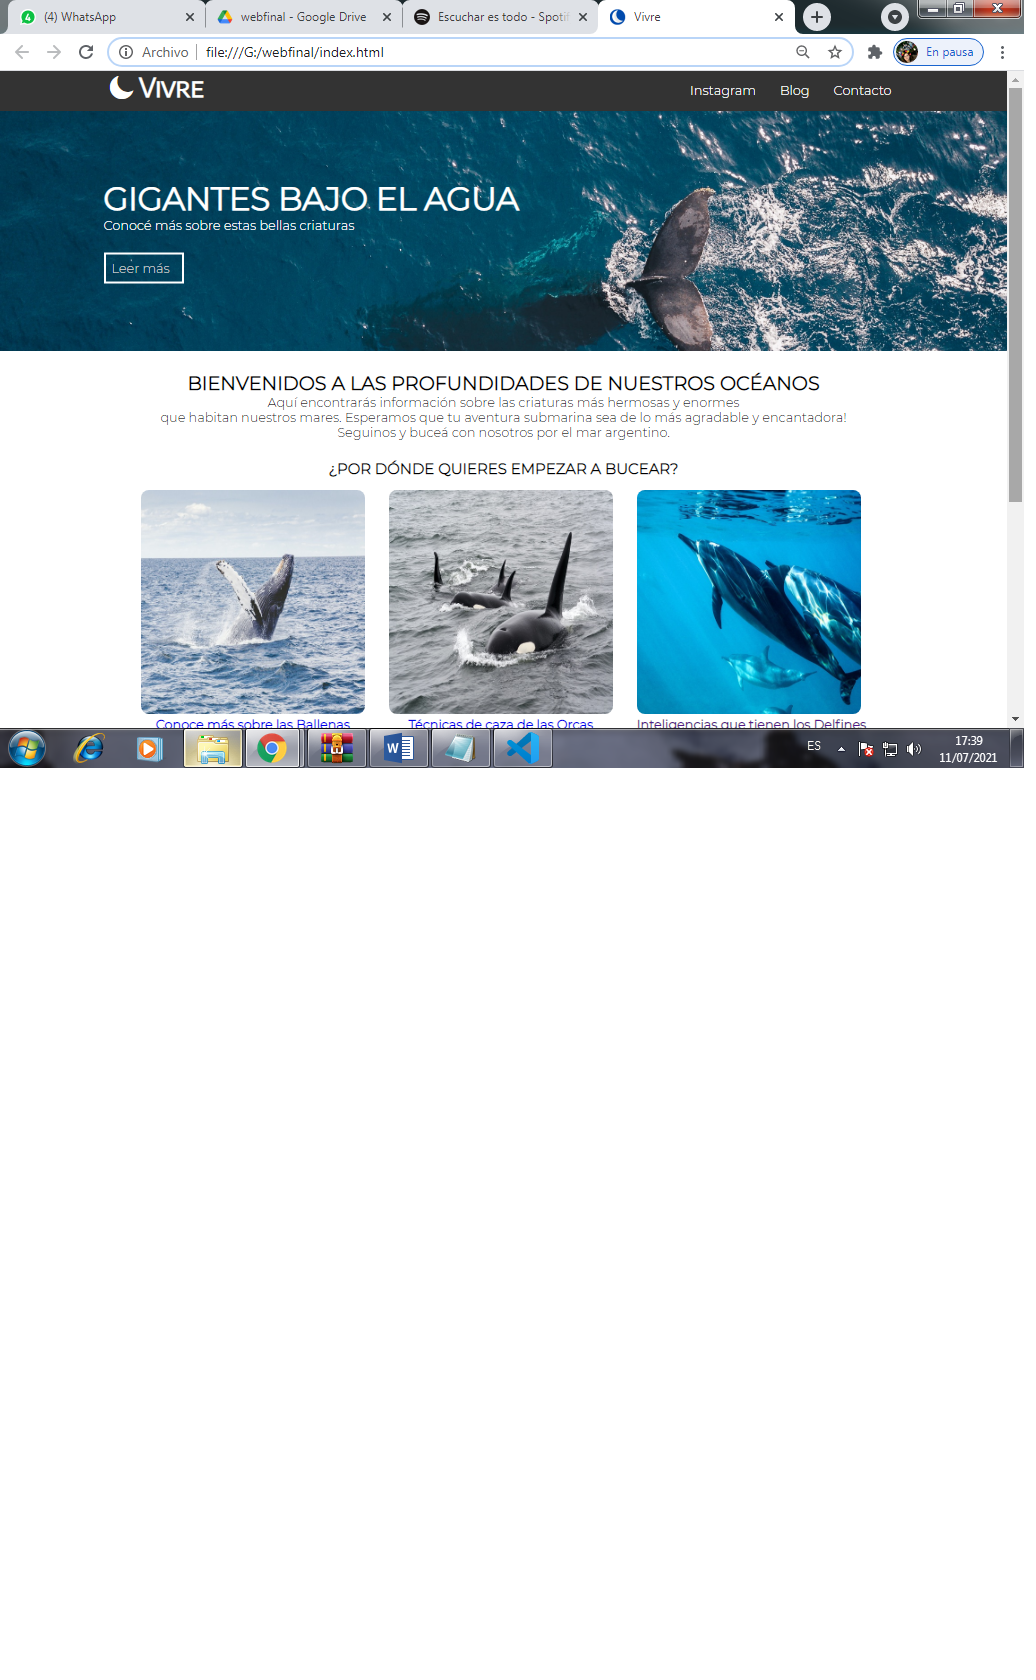 (4) WhatsApp
webfinal - Google Drive
Escuchar es todo - Spotif
Vivre
Archivo
file:///G:/webfinal/index.html
En pausa
VIVRE
Instagram
Blog
Contacto
GIGANTES BAJO EL AGUA
Conocé más sobre estas bellas criaturas
Leer más
BIENVENIDOS A LAS PROFUNDIDADES DE NUESTROS OCÉANOS
Aquí encontrarás información sobre las criaturas más hermosas y enormes
que habitan nuestros mares. Esperamos que tu aventura submarina sea de lo más agradable y encantadora!
Seguinos y buceá con nosotros por el mar argentino.
¿POR DÓNDE QUIERES EMPEZAR A BUCEAR?
Conoce más sobre las Ballenas
Técnicas de caza de las Orcas
Inteligencias que tienen los Delfines
ES
17:39
11/07/2021